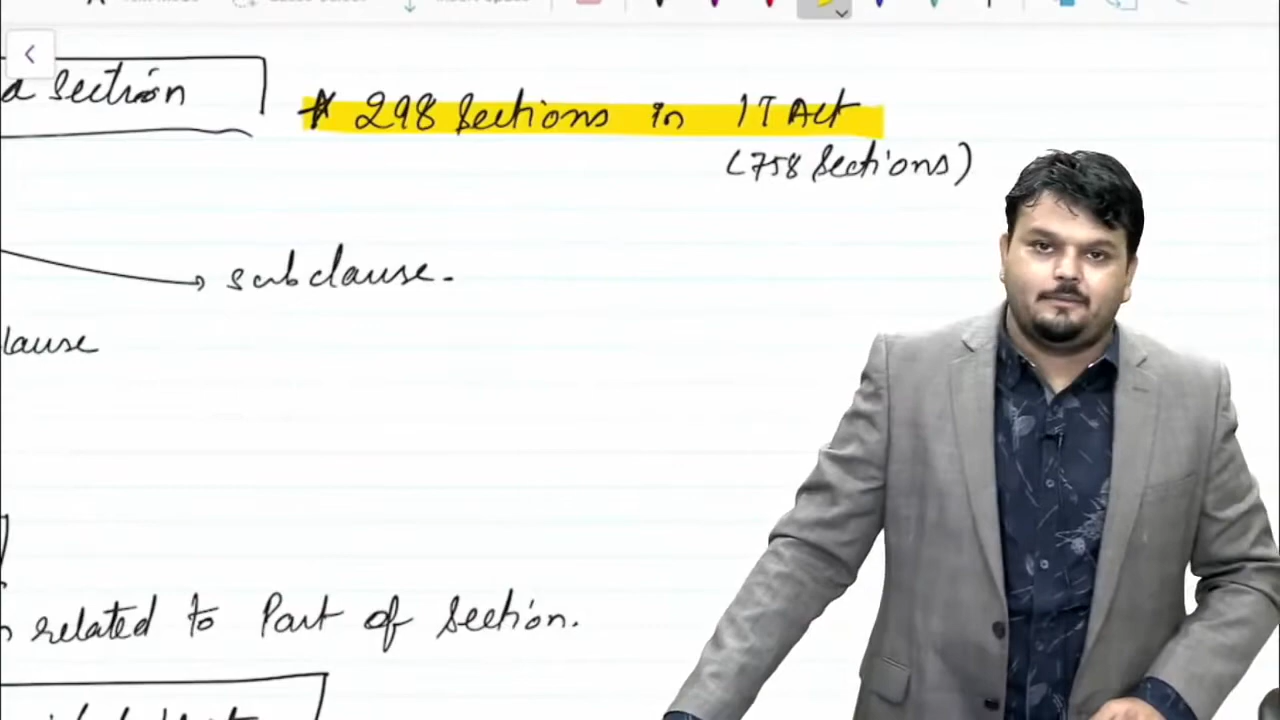 a section
* 298 Sections in IT Act
(758 Sections)
subclause.
lause
related to Part of Section.